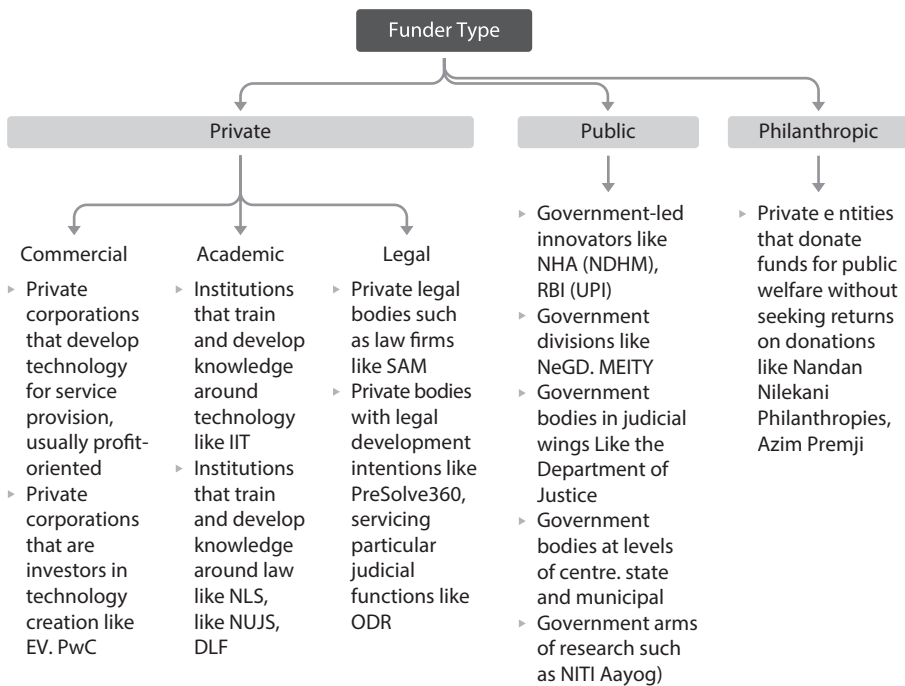 Funder Type
Private
Public
Philanthropic
Commercial
▸ Private
corporations
that develop
technology
for service
provision,
usually profit-
oriented
▸ Private
corporations
that are
investors in
technology
creation like
EV. PwC
Academic
▸ Institutions
that train
and develop
knowledge
around
technology
like IIT
▸ Institutions
that train
and develop
knowledge
around law
like NLS,
like NUJS,
DLF
Legal
▸ Private legal
bodies such
as law firms
like SAM
▸ Private bodies
with legal
development
intentions like
PreSolve360,
servicing
particular
judicial
functions like
ODR
▸ Government-led
innovators like
NHA (NDHM),
RBI (UPI)
▸ Government
divisions like
NeGD. MEITY
▸ Government
bodies in judicial
wings Like the
Department of
Justice
▸ Government
bodies at levels
of centre. state
and municipal
▸ Government arms
of research such
as NITI Aayog)
▸ Private e ntities
that donate
funds for public
welfare without
seeking returns
on donations
like Nandan
Nilekani
Philanthropies,
Azim Premji